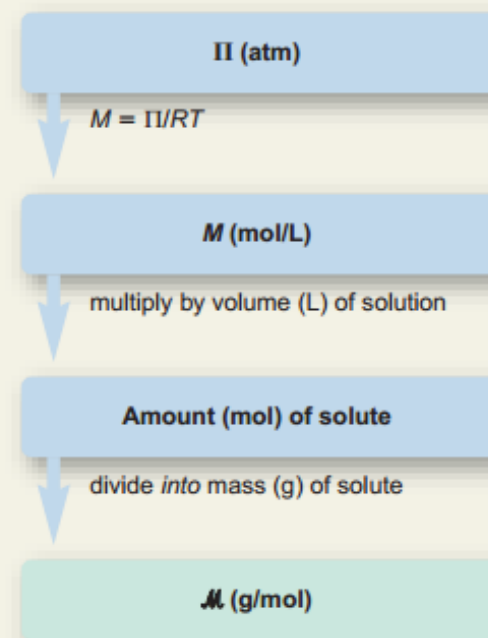 Π (atm)
M = Π/RT
M (mol/L)
multiply by volume (L) of solution
Amount (mol) of solute
divide into mass (g) of solute
ℳ (g/mol)